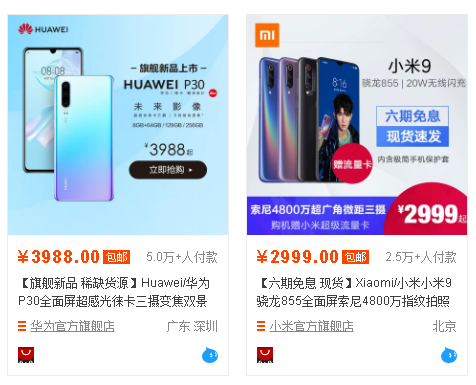 HUAWEI
旗舰新品上市
HUAWEI P30
未来影像
8GB+64GB / 128GB / 256GB
¥3988起
立即抢购
¥3988.00 包邮 5.0万+人付款
【旗舰新品 稀缺货源】Huawei/华为
P30全面屏超感光徕卡三摄变焦双景
华为官方旗舰店 广东 深圳
小米9
骁龙855 | 20W无线闪充
六期免息
现货速发
内含极简手机保护套
8:16
赠流量卡
索尼4800万超广角微距三摄
购机赠小米超级流量卡
¥2999起
¥2999.00 包邮 2.5万+人付款
【六期免息 现货】Xiaomi/小米小米9
骁龙855全面屏索尼4800万指纹拍照
小米官方旗舰店 北京